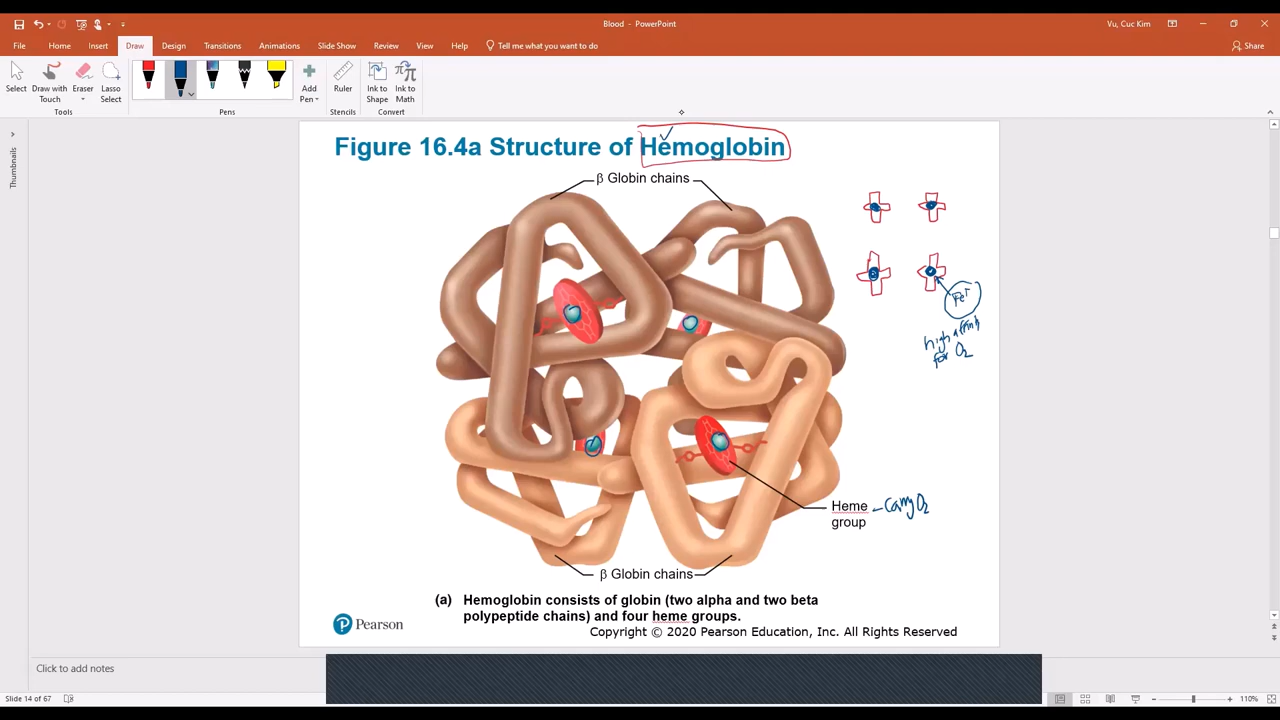 Blood - PowerPoint
Vu, Cuc Kim
File Home Insert Draw Design Transitions Animations Slide Show Review View Help Tell me what you want to do
Share
Select
Draw with Touch
Eraser
Lasso Select
Add Pen
Ruler
Ink to Shape
Ink to Math
Tools
Pens
Stencils
Convert
Thumbnails
Figure 16.4a Structure of Hemoglobin
β Globin chains
Fe
high
for O2
Heme - carry O2
group
β Globin chains
(a) Hemoglobin consists of globin (two alpha and two beta
polypeptide chains) and four heme groups.
Pearson
Copyright © 2020 Pearson Education, Inc. All Rights Reserved
Click to add notes
Slide 14 of 67
110%